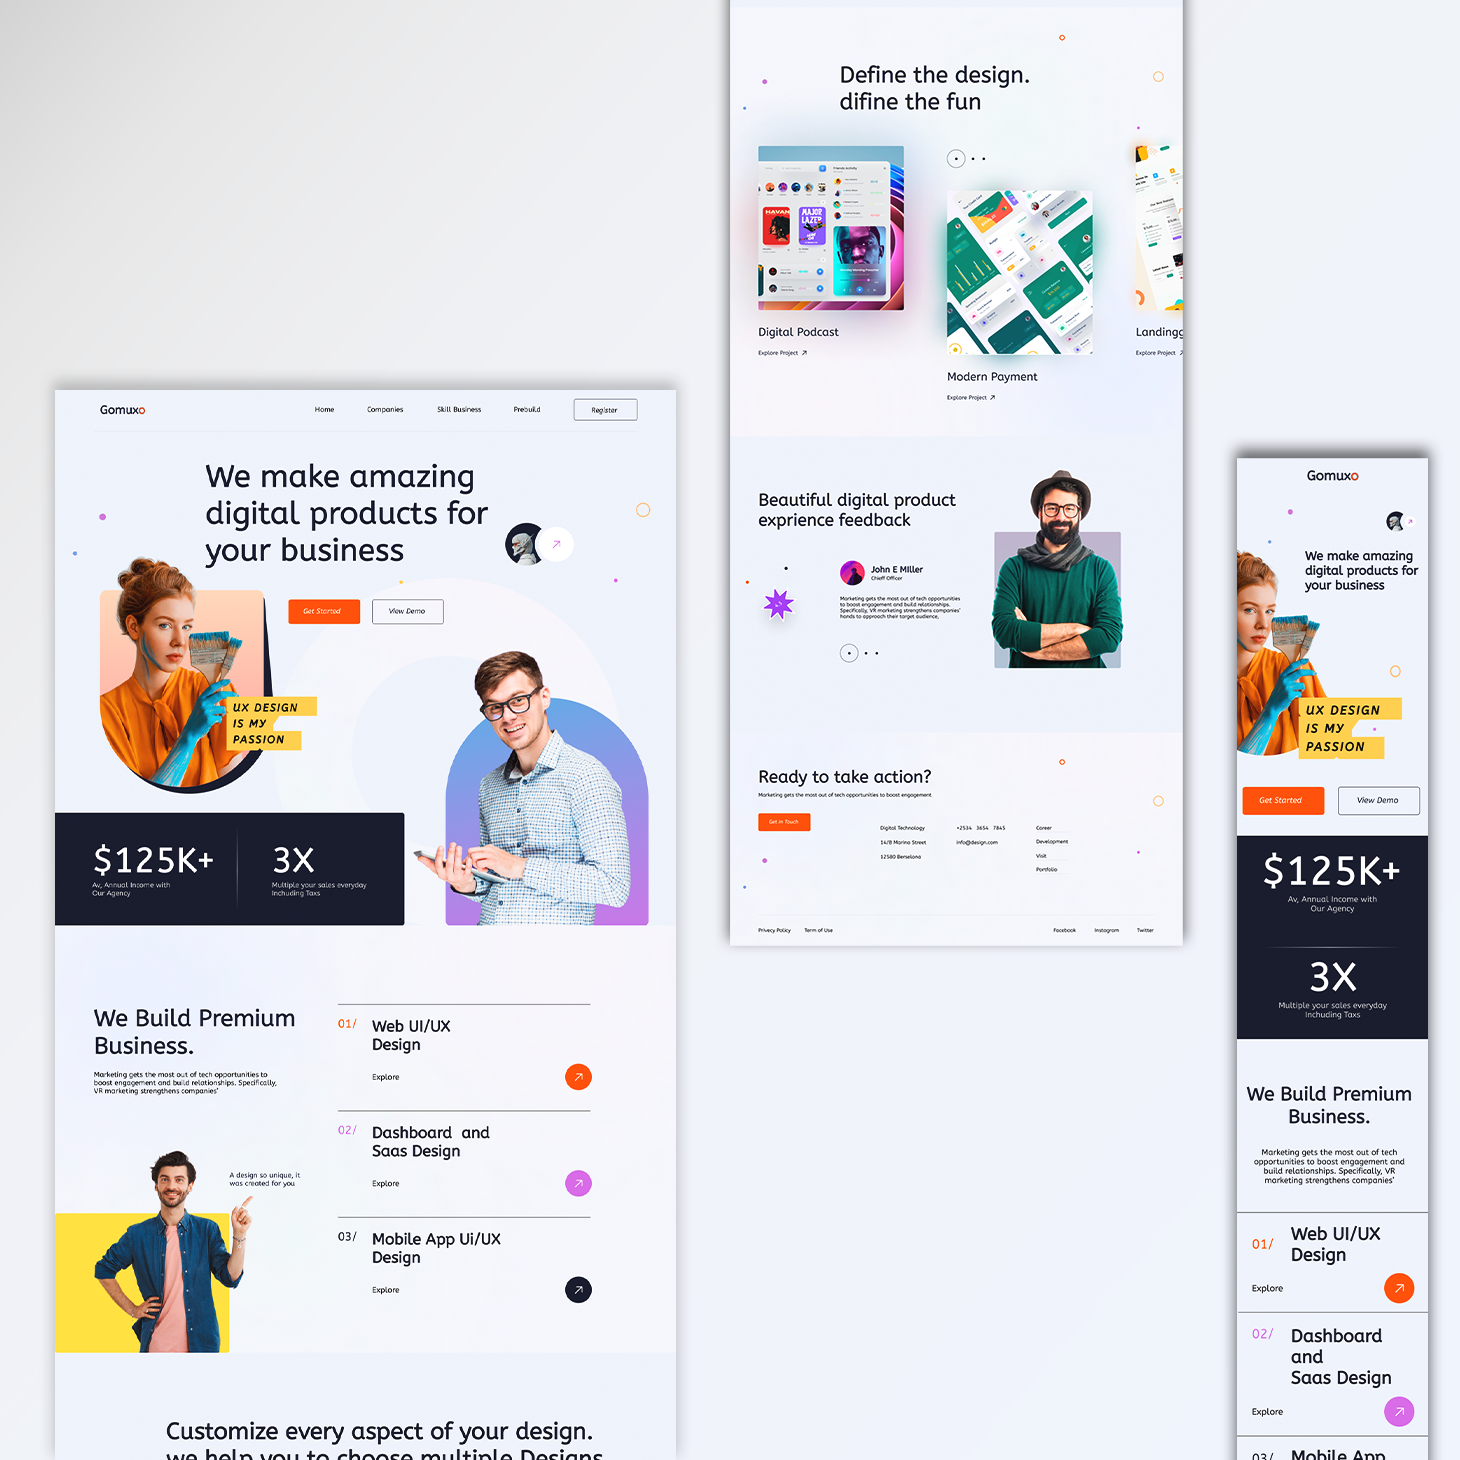 Gomuxo
Home
Companies
Skill Business
Prebuild
Register
We make amazing
digital products for
your business
Get Started
View Demo
UX DESIGN
IS MY
PASSION
$125K+
Av, Annual Income with
Our Agency
3X
Multiple your sales everyday
Inchuding Taxs
We Build Premium
Business.
Marketing gets the most out of tech opportunities to
boost engagement and build relationships. Specifically,
VR marketing strengthens companies'
A design so unique, it
was created for you
01/
Web UI/UX
Design
Explore
02/
Dashboard and
Saas Design
Explore
03/
Mobile App Ui/UX
Design
Explore
Customize every aspect of your design.
we help you to choose multiple Designs
Define the design.
difine the fun
Friends Activity
HAVAN
MAJOR
LAZER
Digital Podcast
Explore Project
Modern Payment
Explore Project
Landingg
Explore Project
Beautiful digital product
exprience feedback
John E MIller
Chieff Officer
Marketing gets the most out of tech opportunities
to boost engagement and build relationships.
Specifically, VR marketing strengthens companies'
hands to approach their target audience,
Ready to take action?
Marketing gets the most out of tech opportunities to boost engagement
Get in Touch
Digital Technology
14/B Marino Street
12580 Berselona
+2534 3654 7845
info@design.com
Career
Development
Visit
Portfolio
Privecy Policy
Term of Use
Facebook
Instagram
Twitter
Gomuxo
We make amazing
digital products for
your business
UX DESIGN
IS MY
PASSION
Get Started
View Demo
$125K+
Av, Annual Income with
Our Agency
3X
Multiple your sales everyday
Inchuding Taxs
We Build Premium
Business.
Marketing gets the most out of tech
opportunities to boost engagement and
build relationships. Specifically, VR
marketing strengthens companies'
01/
Web UI/UX
Design
Explore
02/
Dashboard
and
Saas Design
Explore
03/
Mobile App